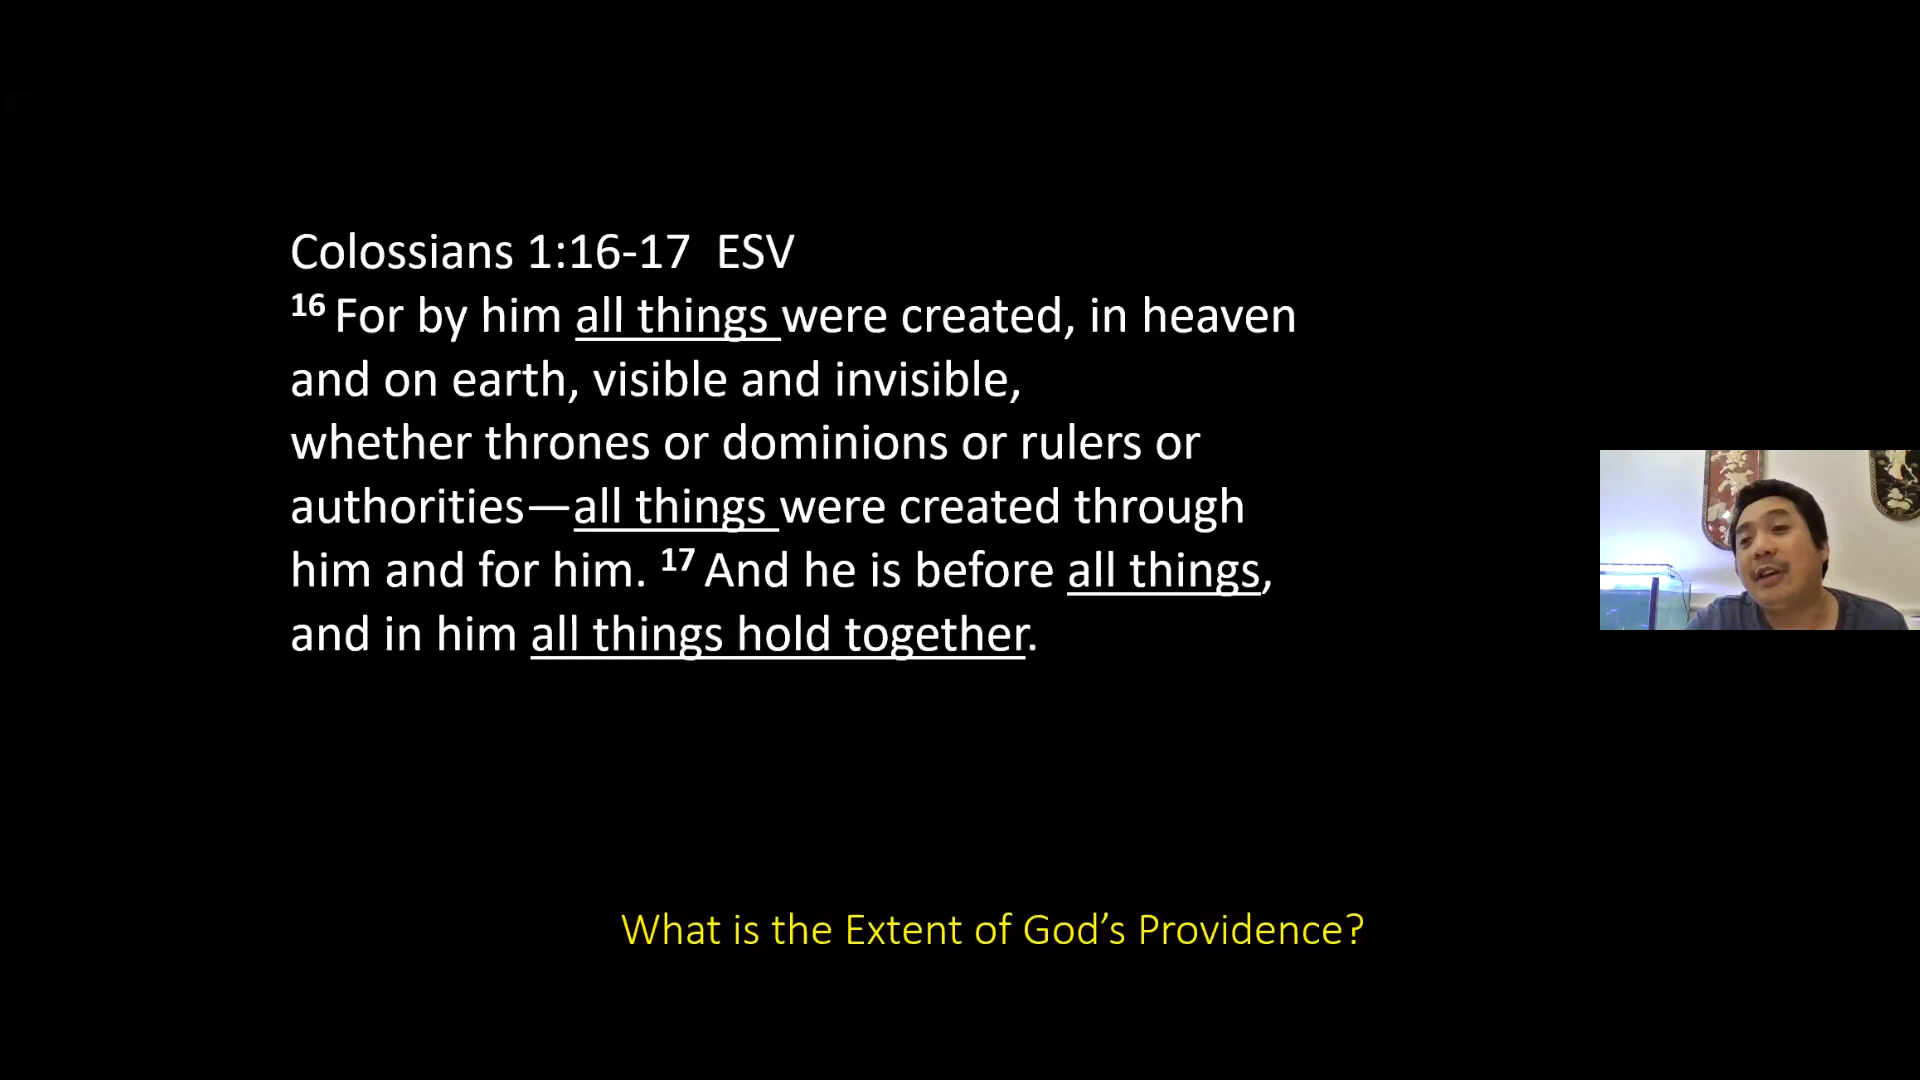 Colossians 1:16-17 ESV
16 For by him all things were created, in heaven
and on earth, visible and invisible,
whether thrones or dominions or rulers or
authorities—all things were created through
him and for him. 17 And he is before all things,
and in him all things hold together.
What is the Extent of God’s Providence?